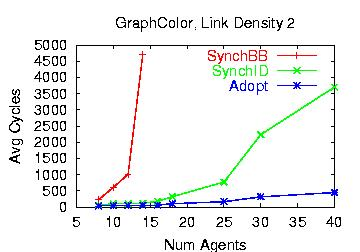 GraphColor, Link Density 2
5000
4500
4000
3500
3000
2500
2000
1500
1000
500
0
Avg Cycles
SynchBB
SynchID
Adopt
5 10 15 20 25 30 35 40
Num Agents